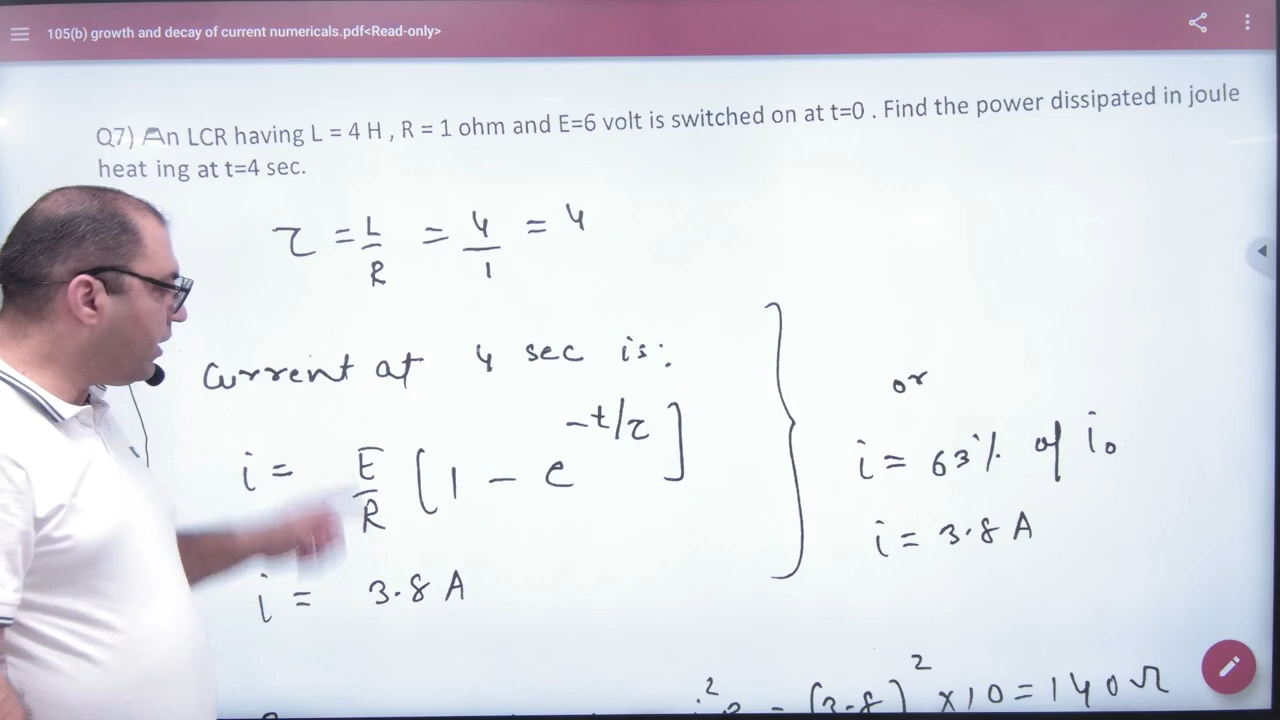 105(b) growth and decay of current numericals.pdf<Read-only>
Q7) An LCR having L = 4 H , R = 1 ohm and E=6 volt is switched on at t=0 . Find the power dissipated in joule
heat ing at t=4 sec.
τ = L/R = 4/1 = 4
Current at 4 sec is:
i = E/R [1 - e^-t/τ]
i = 3.8 A
or
i = 63% of i₀
i = 3.8 A
= (3.8)² ×10 = 140